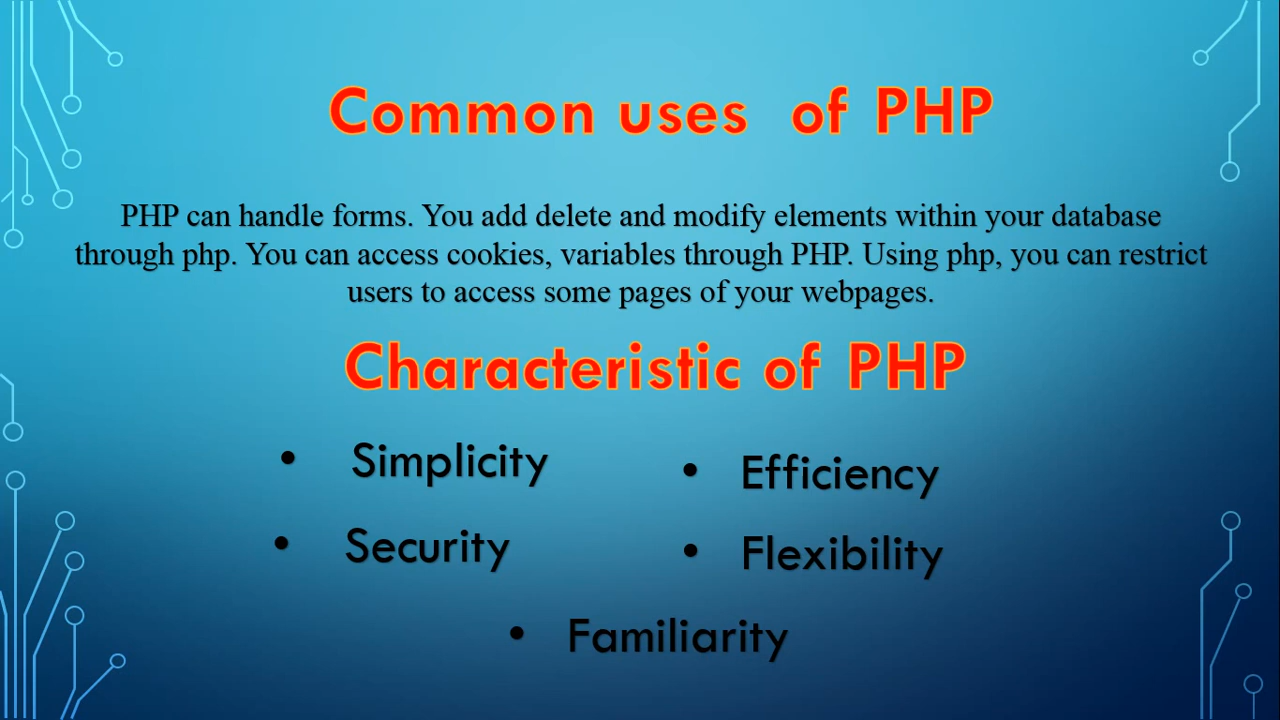 Common uses of PHP
PHP can handle forms. You add delete and modify elements within your database
through php. You can access cookies, variables through PHP. Using php, you can restrict
users to access some pages of your webpages.
Characteristic of PHP
• Simplicity
• Efficiency
• Security
• Flexibility
• Familiarity